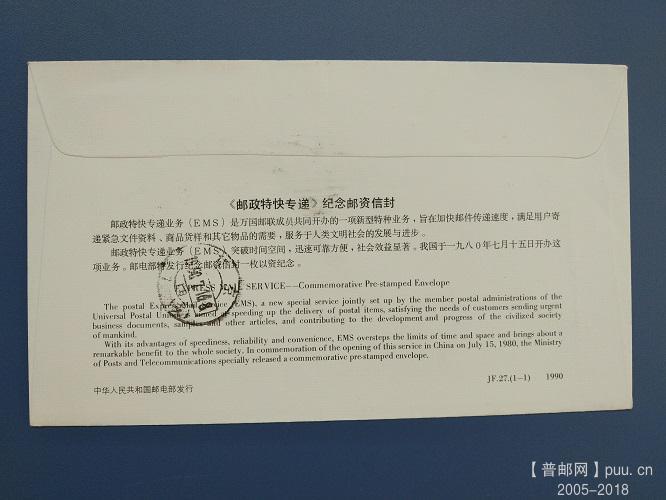 《邮政特快专递》纪念邮资信封
邮政特快专递业务(EMS)是万国邮联成员共同开办的一项新型特种业务,旨在加快邮件传递速度,满足用户寄
递紧急文件资料、商品货样和其它物品的需要,服务于人类文明社会的发展与进步。
邮政特快专递业务(EMS)突破时间空间,迅速可靠方便,社会效益显著。我国于一九八〇年七月十五日开办这
项业务。邮电部特发行纪念邮资信封一枚以资纪念。
SERVICE——Commemorative Pre-stamped Envelope
The postal Express Service (EMS), a new special service jointly set up by the member postal administrations of the
Universal Postal Union, aimed at speeding up the delivery of postal items, satisfying the needs of customers sending urgent
business documents, samples and other articles, and contributing to the development and progress of the civilized society
of mankind.
With its advantages of speediness, reliability and convenience, EMS oversteps the limits of time and space and brings about a
remarkable benefit to the whole society. In commemoration of the opening of this service in China on July 15, 1980, the Ministry
of Posts and Telecommunications specially released a commemorative pre-stamped envelope.
中华人民共和国邮电部发行
JF.27.(1-1) 1990
【普邮网】puu.cn
2005-2018